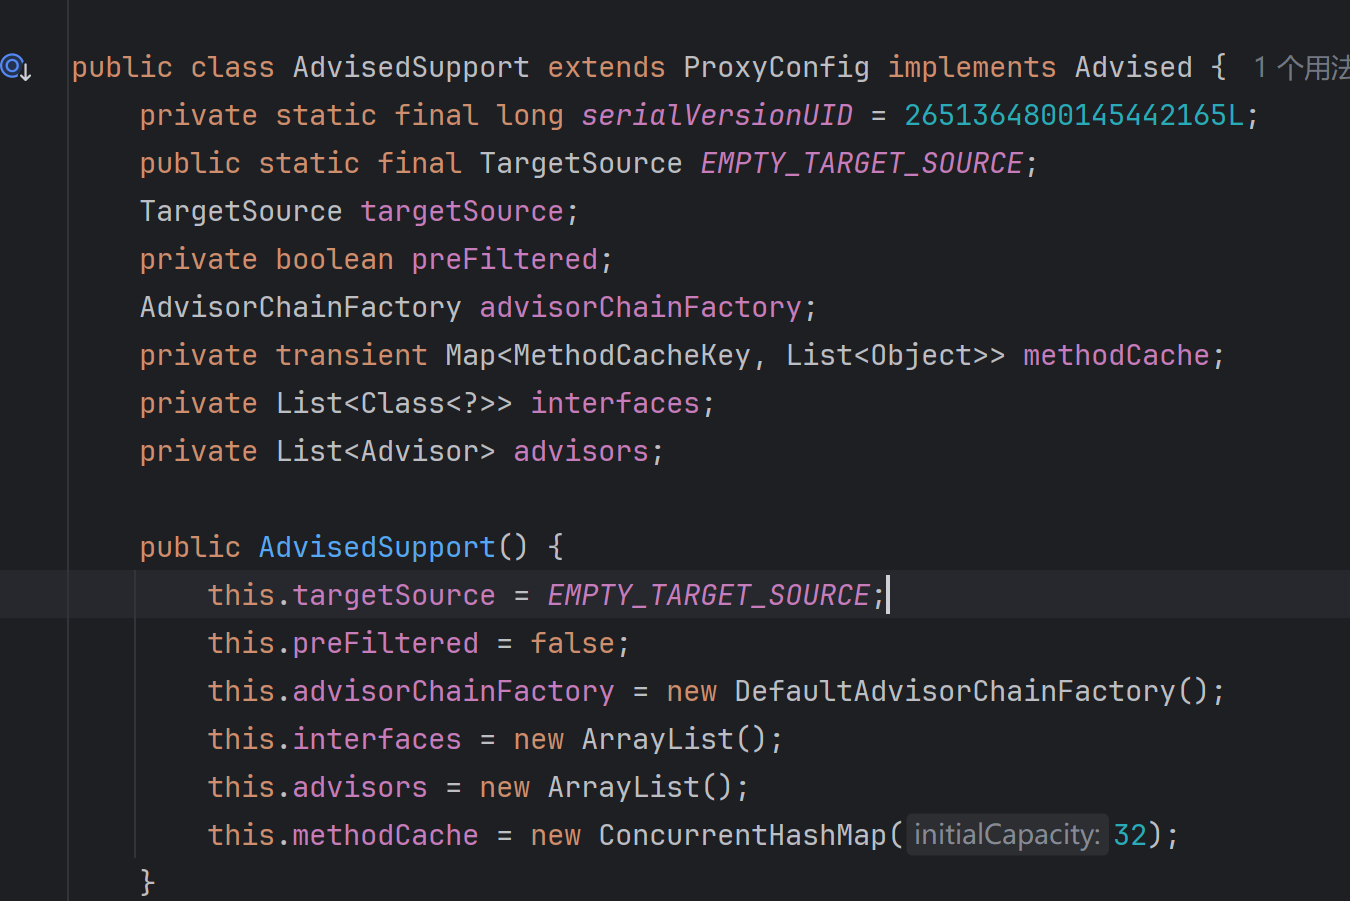 public class AdvisedSupport extends ProxyConfig implements Advised { 1 个用法
private static final long serialVersionUID = 2651364800145442165L;
public static final TargetSource EMPTY_TARGET_SOURCE;
TargetSource targetSource;
private boolean preFiltered;
AdvisorChainFactory advisorChainFactory;
private transient Map<MethodCacheKey, List<Object>> methodCache;
private List<Class<?>> interfaces;
private List<Advisor> advisors;
public AdvisedSupport() {
this.targetSource = EMPTY_TARGET_SOURCE;
this.preFiltered = false;
this.advisorChainFactory = new DefaultAdvisorChainFactory();
this.interfaces = new ArrayList();
this.advisors = new ArrayList();
this.methodCache = new ConcurrentHashMap( initialCapacity: 32);
}